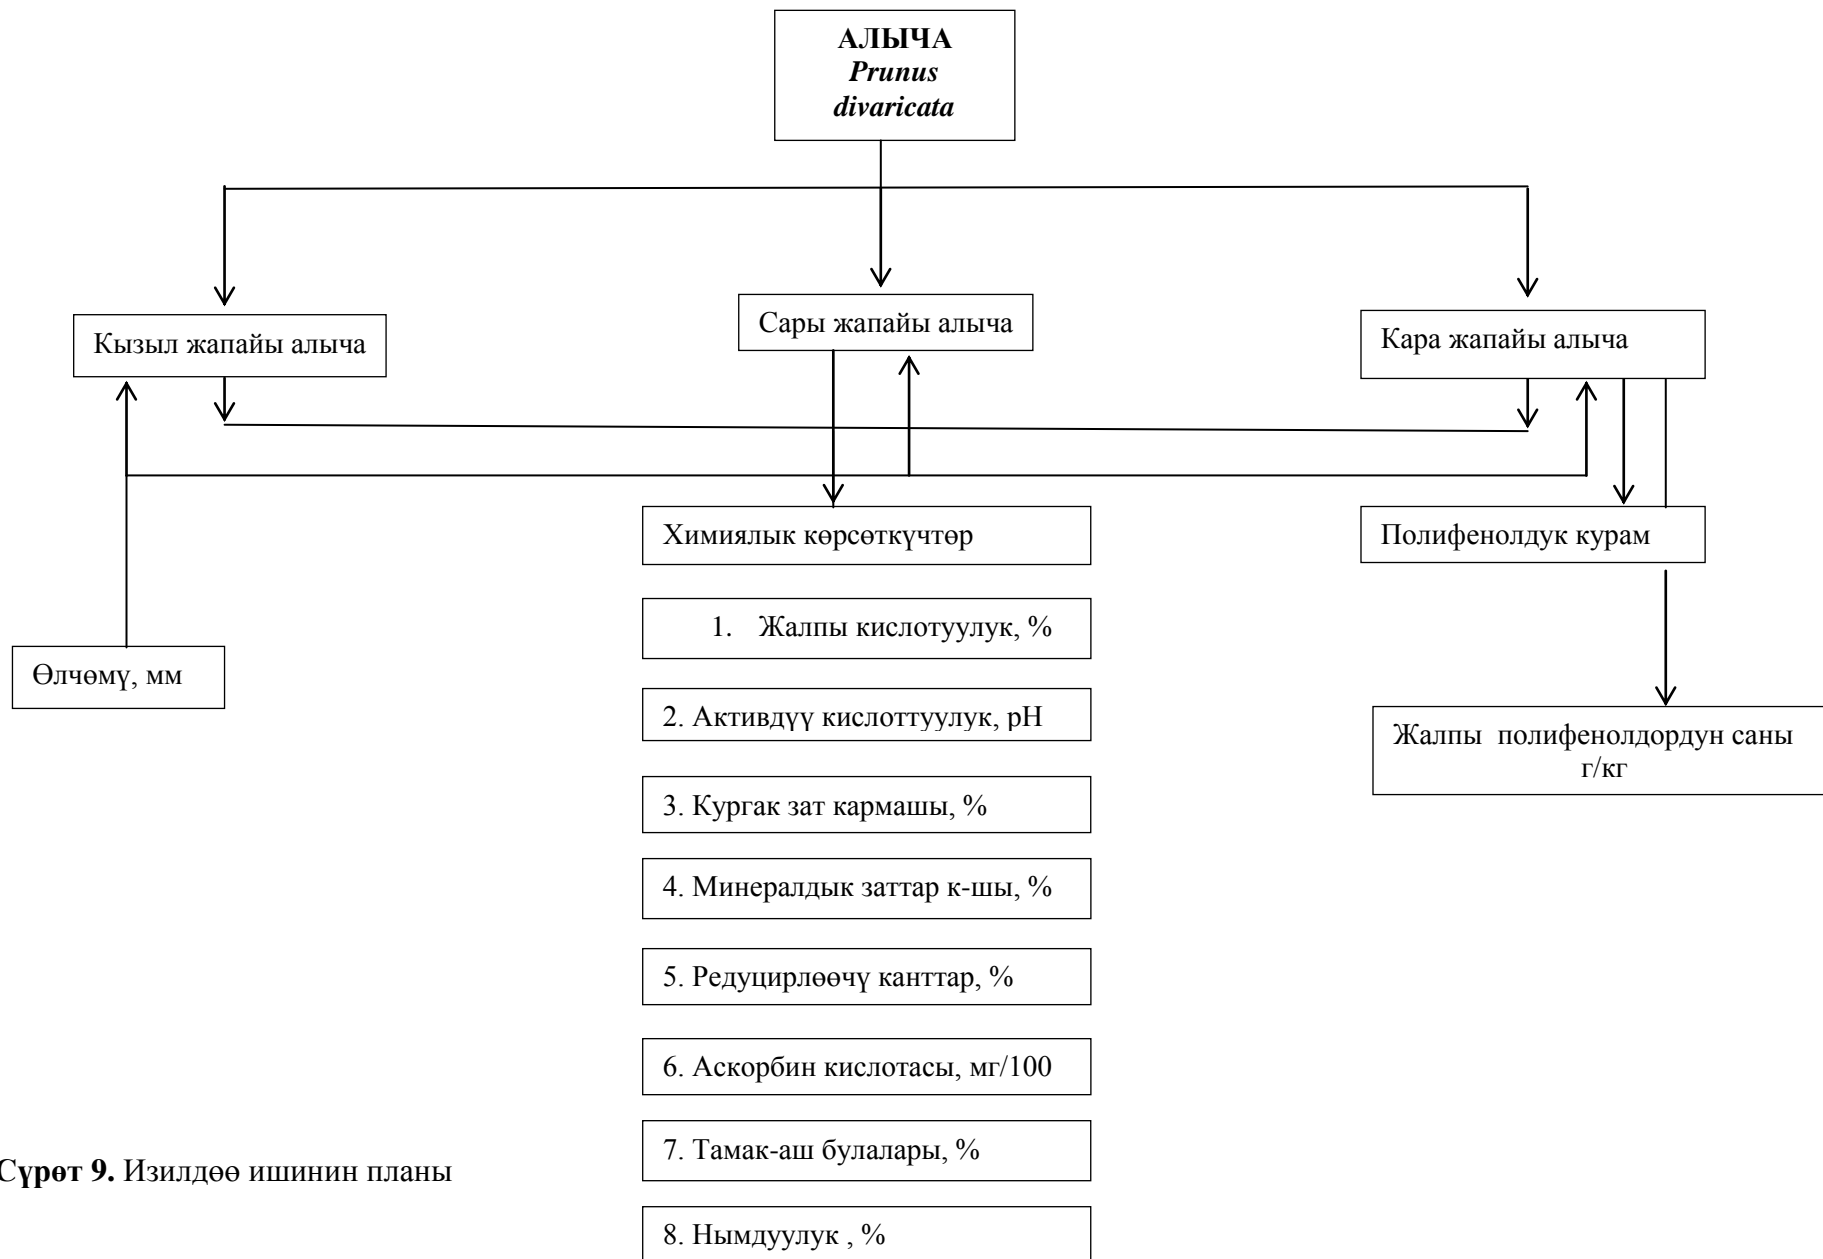 АЛЫЧА
Prunus
divaricata
Кызыл жапайы алыча
Сары жапайы алыча
Кара жапайы алыча
Химиялык көрсөткүчтөр
Полифенолдук курам
1. Жалпы кислотуулук, %
Өлчөмү, мм
2. Активдүү кислоттуулук, рН
Жалпы полифенолдордун саны
г/кг
3. Кургак зат кармашы, %
4. Минералдык заттар к-шы, %
5. Редуцирлөөчү канттар, %
6. Аскорбин кислотасы, мг/100
7. Тамак-аш булалары, %
Сүрөт 9. Изилдөө ишинин планы
8. Нымдуулук , %